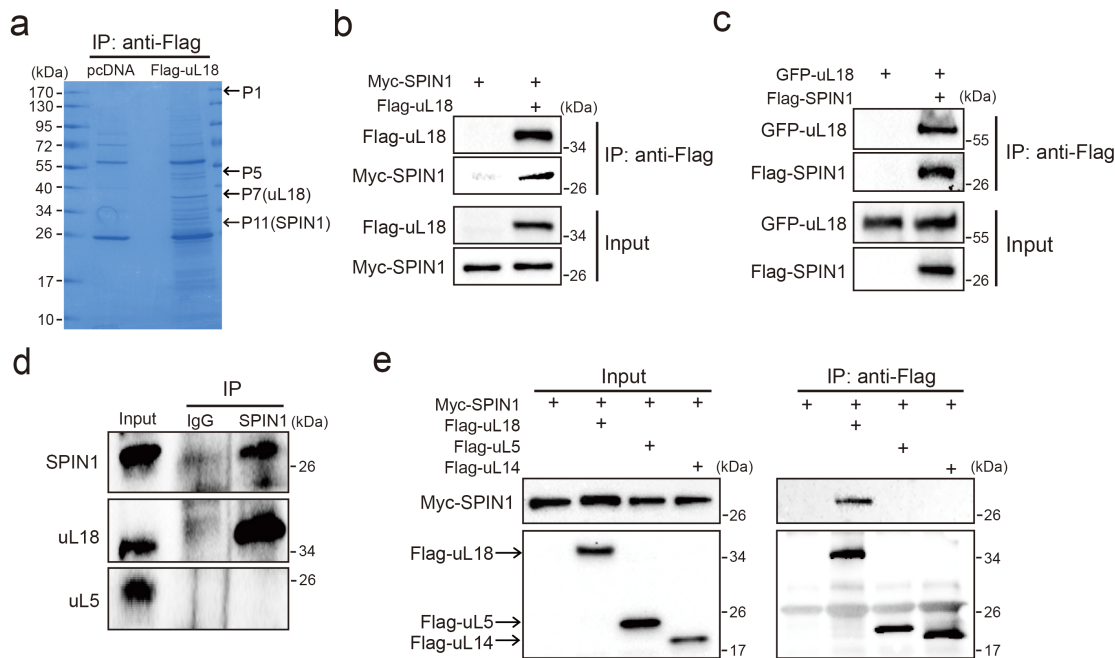 a
IP: anti-Flag
(kDa) pcDNA Flag-uL18
170
130
95
72
55
40
34
26
17
10
P1
P5
P7(uL18)
P11(SPIN1)
b
Myc-SPIN1 + +
Flag-uL18 + (kDa)
Flag-uL18 -34
Myc-SPIN1 -26
IP: anti-Flag
Flag-uL18 -34
Myc-SPIN1 -26
Input
c
GFP-uL18 + +
Flag-SPIN1 + (kDa)
GFP-uL18 -55
Flag-SPIN1 -26
IP: anti-Flag
GFP-uL18 -55
Flag-SPIN1 -26
Input
d
IP
Input IgG SPIN1 (kDa)
SPIN1 -26
uL18 -34
uL5 -26
e
Input
Myc-SPIN1 + + + +
Flag-uL18 +
Flag-uL5 +
Flag-uL14 + (kDa)
Myc-SPIN1 -26
Flag-uL18 -34
Flag-uL5 -26
Flag-uL14 -17
IP: anti-Flag
+ + + +
+
+
+ (kDa)
-26
-34
-26
-17